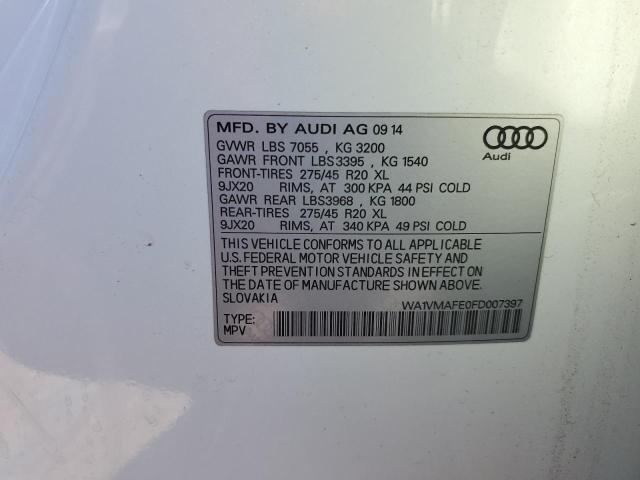 MFD. BY AUDI AG 09 14
GVWR LBS 7055 , KG 3200
GAWR FRONT LBS3395 , KG 1540
FRONT-TIRES 275/45 R20 XL
9JX20 RIMS, AT 300 KPA 44 PSI COLD
GAWR REAR LBS3968 , KG 1800
REAR-TIRES 275/45 R20 XL
9JX20 RIMS, AT 340 KPA 49 PSI COLD
Audi
THIS VEHICLE CONFORMS TO ALL APPLICABLE
U.S. FEDERAL MOTOR VEHICLE SAFETY AND
THEFT PREVENTION STANDARDS IN EFFECT ON
THE DATE OF MANUFACTURE SHOWN ABOVE.
SLOVAKIA
WA1VMAFE0FD007397
TYPE:
MPV